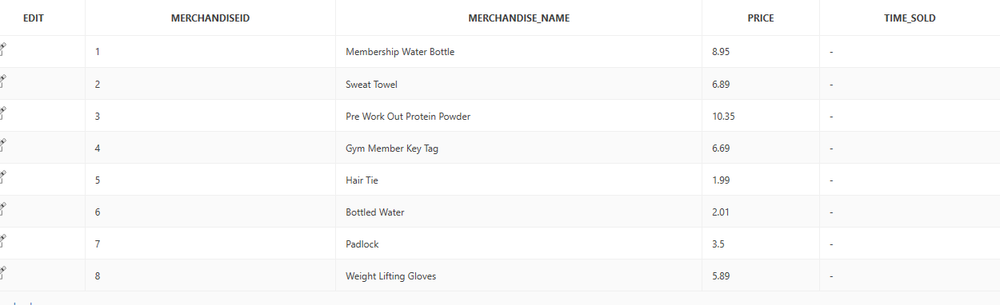 EDIT MERCHANDISEID MERCHANDISE_NAME PRICE TIME_SOLD
1 Membership Water Bottle 8.95 -
2 Sweat Towel 6.89 -
3 Pre Work Out Protein Powder 10.35 -
4 Gym Member Key Tag 6.69 -
5 Hair Tie 1.99 -
6 Bottled Water 2.01 -
7 Padlock 3.5 -
8 Weight Lifting Gloves 5.89 -